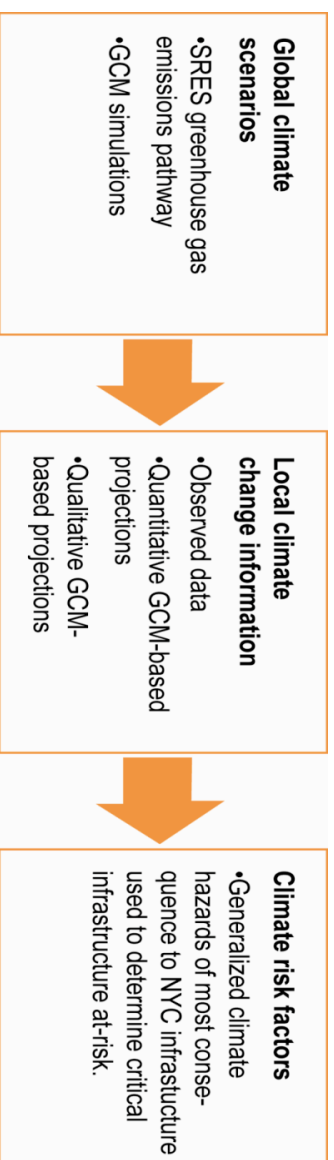 Global climate
scenarios
•SRES greenhouse gas
emissions pathway
•GCM simulations
Local climate
change information
•Observed data
•Quantitative GCM-based
projections
•Qualitative GCM-
based projections
Climate risk factors
•Generalized climate
hazards of most conse-
quence to NYC infrastucture
used to determine critical
infrastructure at-risk.